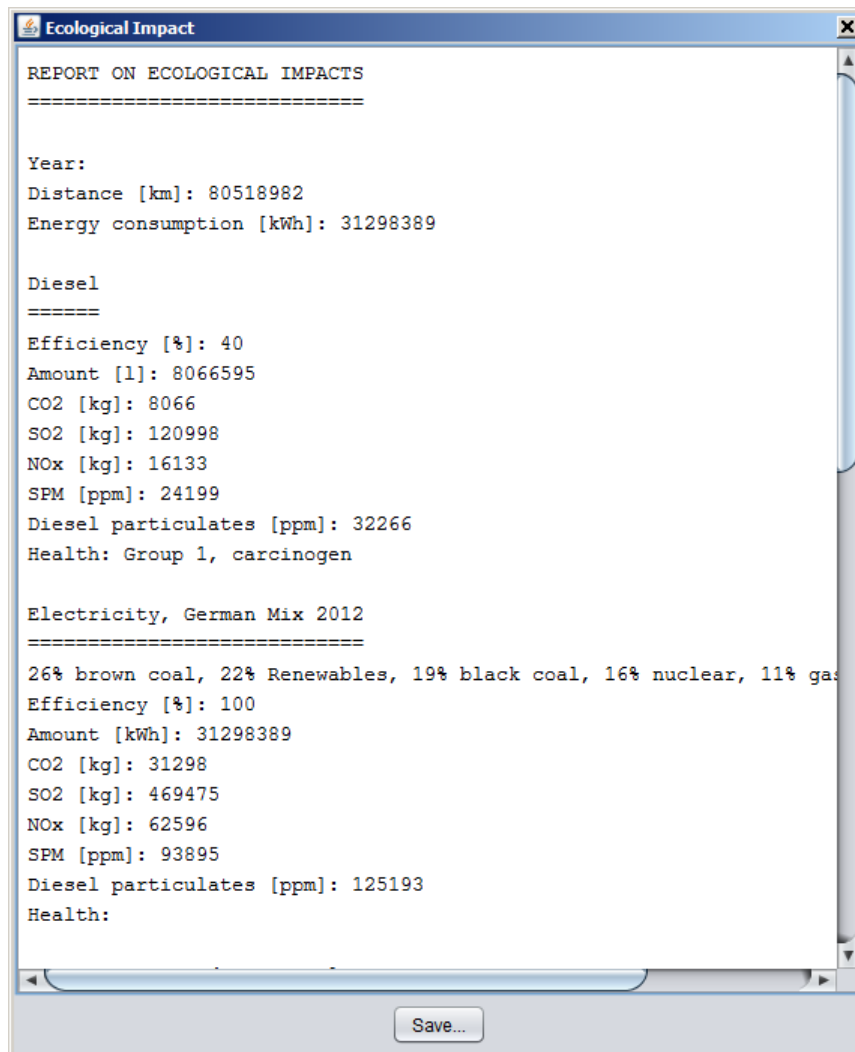 Ecological Impact
REPORT ON ECOLOGICAL IMPACTS
============================
Year:
Distance [km]: 80518982
Energy consumption [kWh]: 31298389
Diesel
======
Efficiency [%]: 40
Amount [l]: 8066595
CO2 [kg]: 8066
SO2 [kg]: 120998
NOx [kg]: 16133
SPM [ppm]: 24199
Diesel particulates [ppm]: 32266
Health: Group 1, carcinogen
Electricity, German Mix 2012
============================
26% brown coal, 22% Renewables, 19% black coal, 16% nuclear, 11% gas
Efficiency [%]: 100
Amount [kWh]: 31298389
CO2 [kg]: 31298
SO2 [kg]: 469475
NOx [kg]: 62596
SPM [ppm]: 93895
Diesel particulates [ppm]: 125193
Health:
Save...